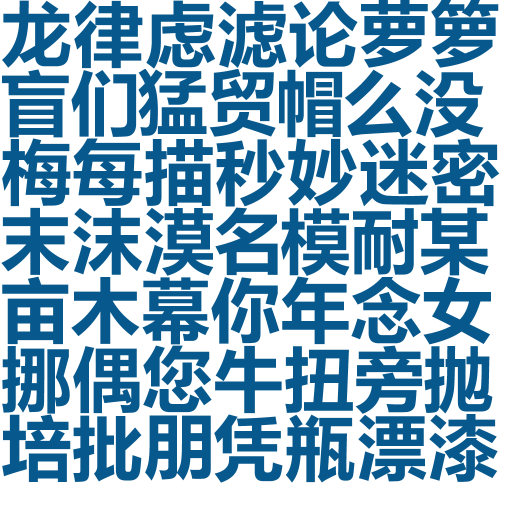 龙律虑滤论萝箩
盲们猛贸帽么没
梅每描秒妙迷密
末沫漠名模耐某
亩木幕你年念女
挪偶您牛扭旁抛
培批朋凭瓶漂漆